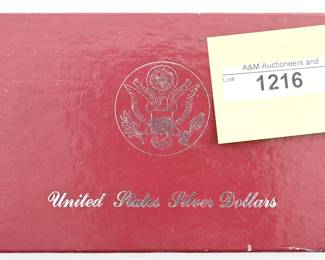 A&M Auctioneers and
Lot# 1216
United States Silver Dollars